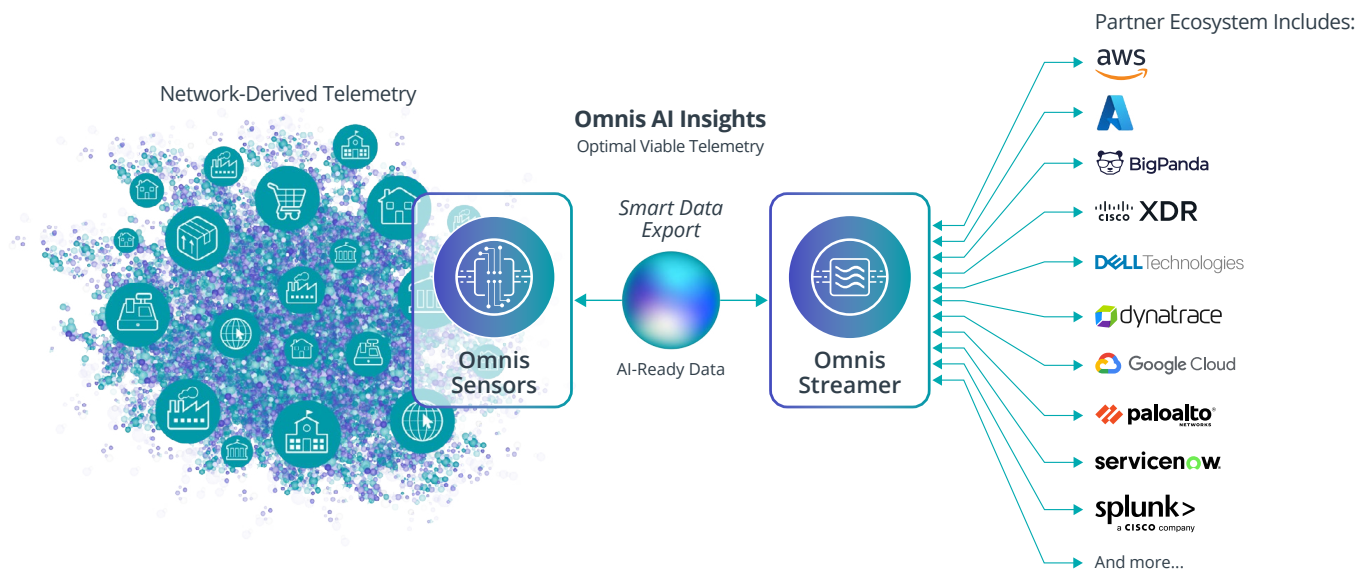 Partner Ecosystem Includes:
aws
Network-Derived Telemetry
Omnis AI Insights
Optimal Viable Telemetry
BigPanda
Smart Data
Export
CISCO XDR
DELL Technologies
dynatrace
Omnis
Sensors
AI-Ready Data
Omnis
Streamer
Google Cloud
paloalto®
NETWORKS
servicenow.
splunk>
a CISCO company
And more...